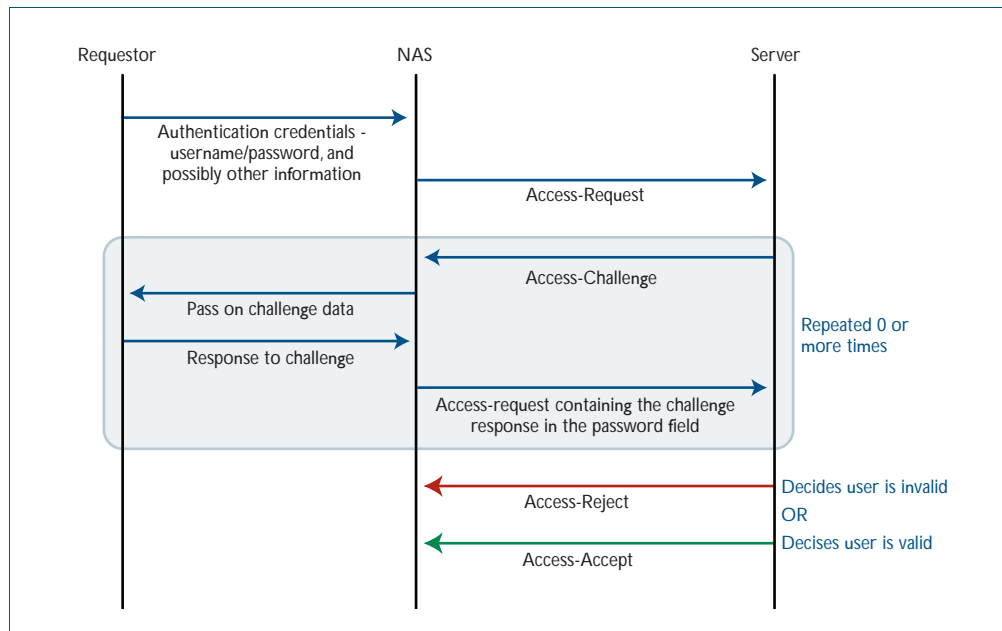 Requestor
NAS
Server
Authentication credentials -
username/password, and
possibly other information
Access-Request
Access-Challenge
Pass on challenge data
Repeated 0 or
more times
Response to challenge
Access-request containing the challenge
response in the password field
Access-Reject
Decides user is invalid
OR
Decises user is valid
Access-Accept